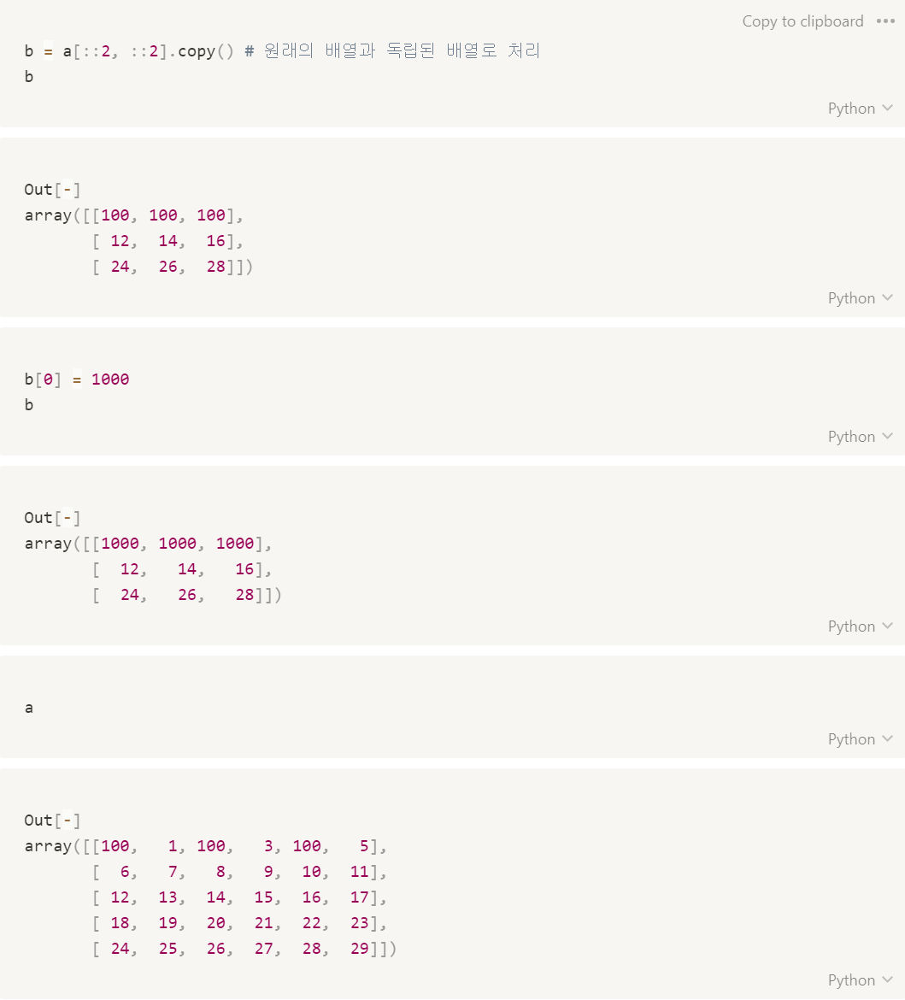 Copy to clipboard •••
b = a[::2, ::2].copy() # 원래의 배열과 독립된 배열로 처리
b
Python
Out[-]
array([[100, 100, 100],
       [ 12,  14,  16],
       [ 24,  26,  28]])
Python
b[0] = 1000
b
Python
Out[-]
array([[1000, 1000, 1000],
       [  12,   14,   16],
       [  24,   26,   28]])
Python
a
Python
Out[-]
array([[100,   1, 100,   3, 100,   5],
       [  6,   7,   8,   9,  10,  11],
       [ 12,  13,  14,  15,  16,  17],
       [ 18,  19,  20,  21,  22,  23],
       [ 24,  25,  26,  27,  28,  29]])
Python